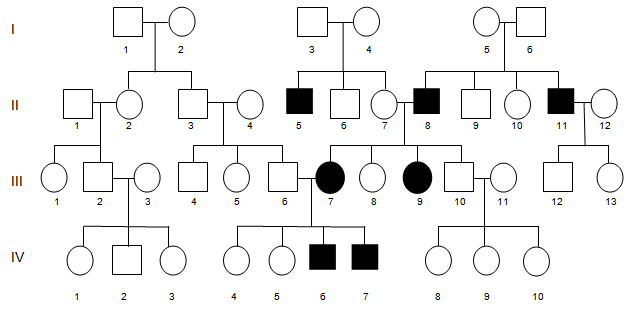 I
1 2 3 4 5 6
II
1 2 3 4 5 6 7 8 9 10 11 12
III
1 2 3 4 5 6 7 8 9 10 11 12 13
IV
1 2 3 4 5 6 7 8 9 10